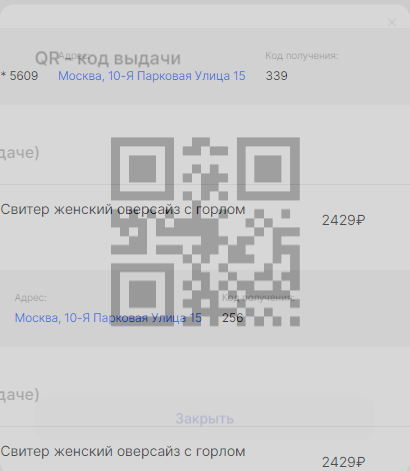 QR - код выдачи
Адрес:
Код получения:
* 5609 Москва, 10-Я Парковая Улица 15 339
даче)
Свитер женский оверсайз с горлом
2429₽
Адрес:
Код получения:
Москва, 10-Я Парковая Улица 15 256
даче)
Закрыть
Свитер женский оверсайз с горлом
2429₽